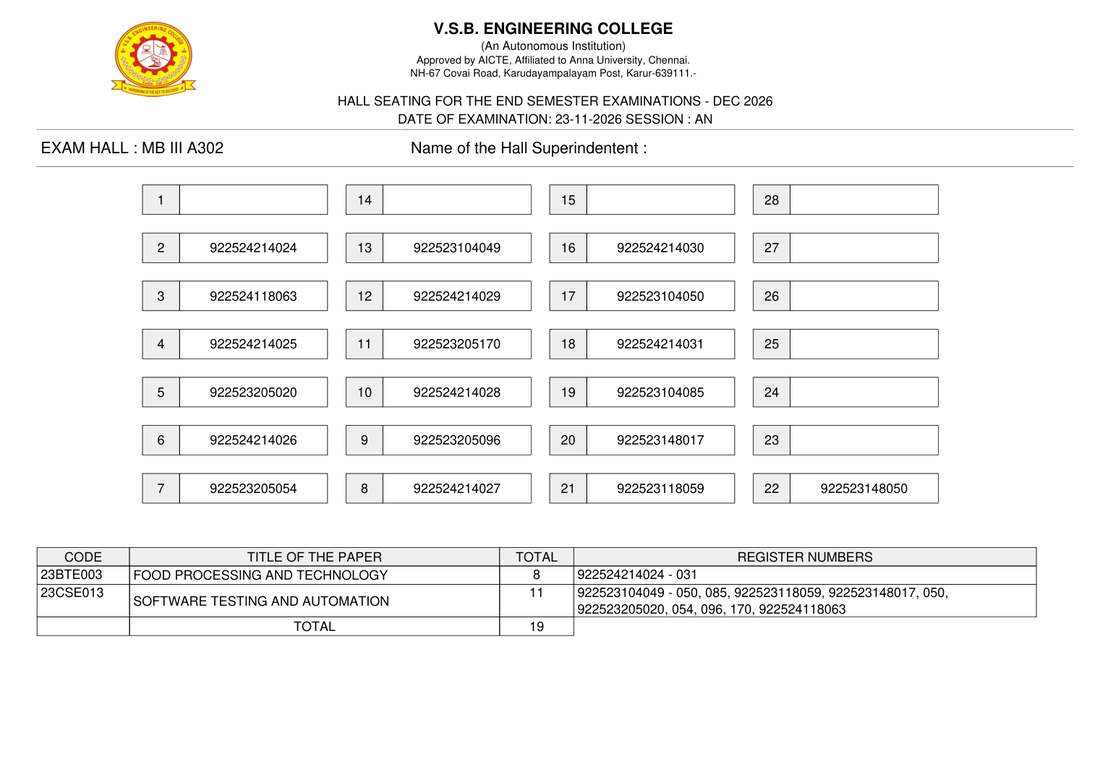 V.S.B. ENGINEERING COLLEGE
(An Autonomous Institution)
Approved by AICTE, Affiliated to Anna University, Chennai.
NH-67 Covai Road, Karudayampalayam Post, Karur-639111.-
HALL SEATING FOR THE END SEMESTER EXAMINATIONS - DEC 2026
DATE OF EXAMINATION: 23-11-2026 SESSION : AN
EXAM HALL : MB III A302 Name of the Hall Superindentent :
1 14 15 28
2 922524214024 13 922523104049 16 922524214030 27
3 922524118063 12 922524214029 17 922523104050 26
4 922524214025 11 922523205170 18 922524214031 25
5 922523205020 10 922524214028 19 922523104085 24
6 922524214026 9 922523205096 20 922523148017 23
7 922523205054 8 922524214027 21 922523118059 22 922523148050
CODE TITLE OF THE PAPER TOTAL REGISTER NUMBERS
23BTE003 FOOD PROCESSING AND TECHNOLOGY 8 922524214024 - 031
23CSE013 SOFTWARE TESTING AND AUTOMATION 11 922523104049 - 050, 085, 922523118059, 922523148017, 050,
922523205020, 054, 096, 170, 922524118063
TOTAL 19